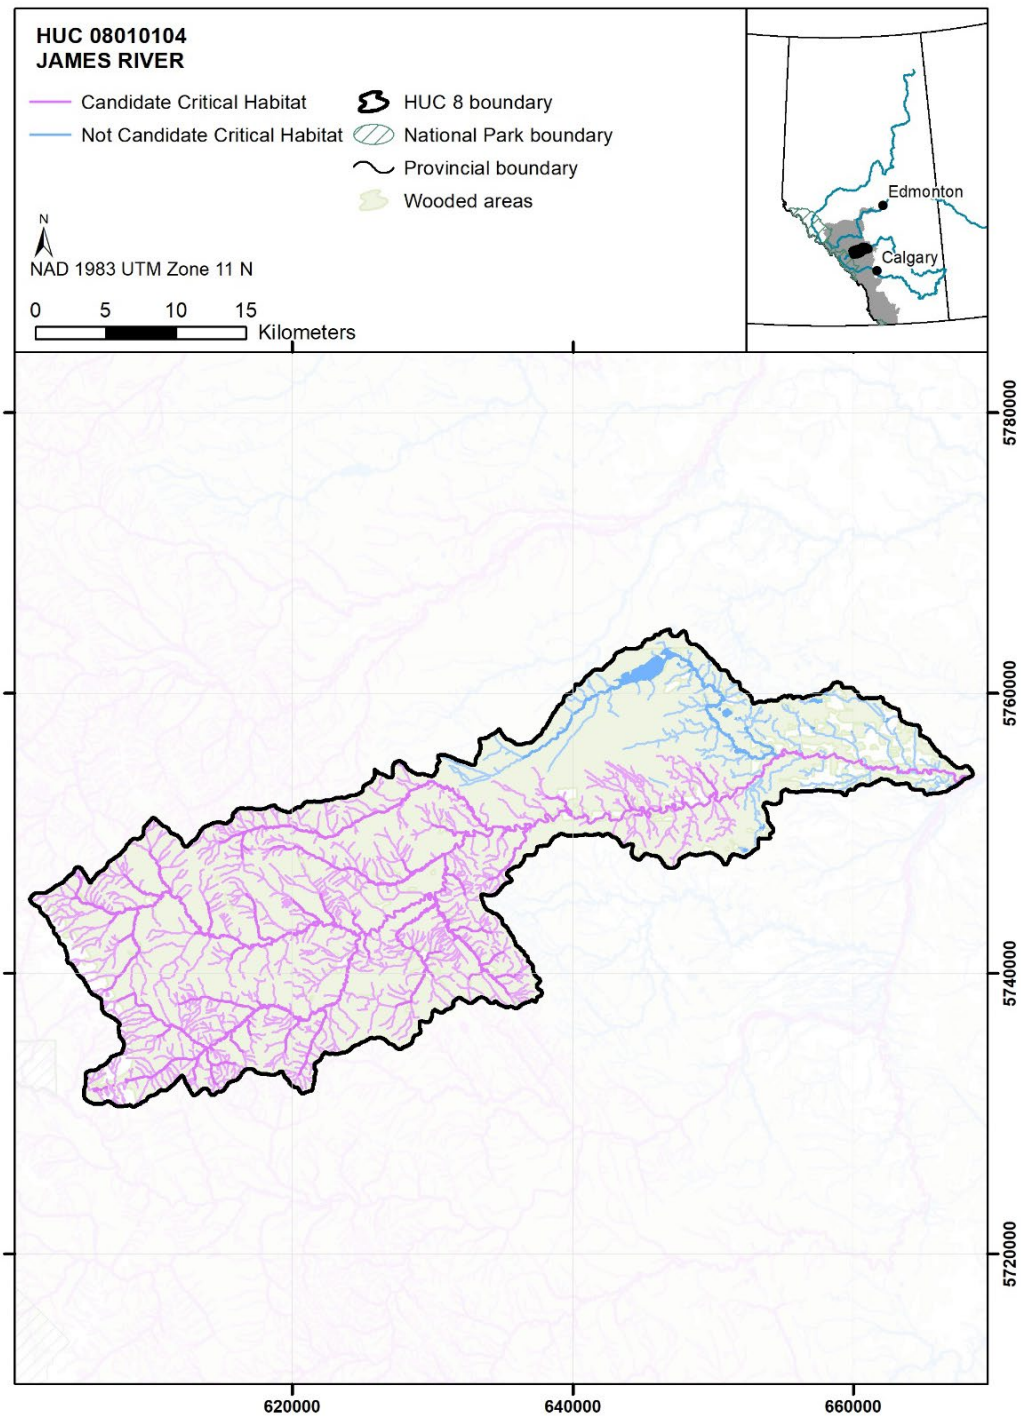 HUC 08010104
JAMES RIVER
Candidate Critical Habitat
Not Candidate Critical Habitat
HUC 8 boundary
National Park boundary
Provincial boundary
Wooded areas
N
NAD 1983 UTM Zone 11 N
0 5 10 15
Kilometers
Edmonton
Calgary
5780000
5760000
5740000
5720000
620000 640000 660000